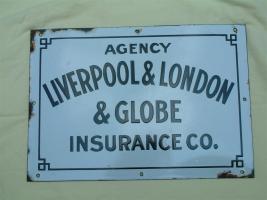 AGENCY
LIVERPOOL & LONDON
& GLOBE
INSURANCE CO.